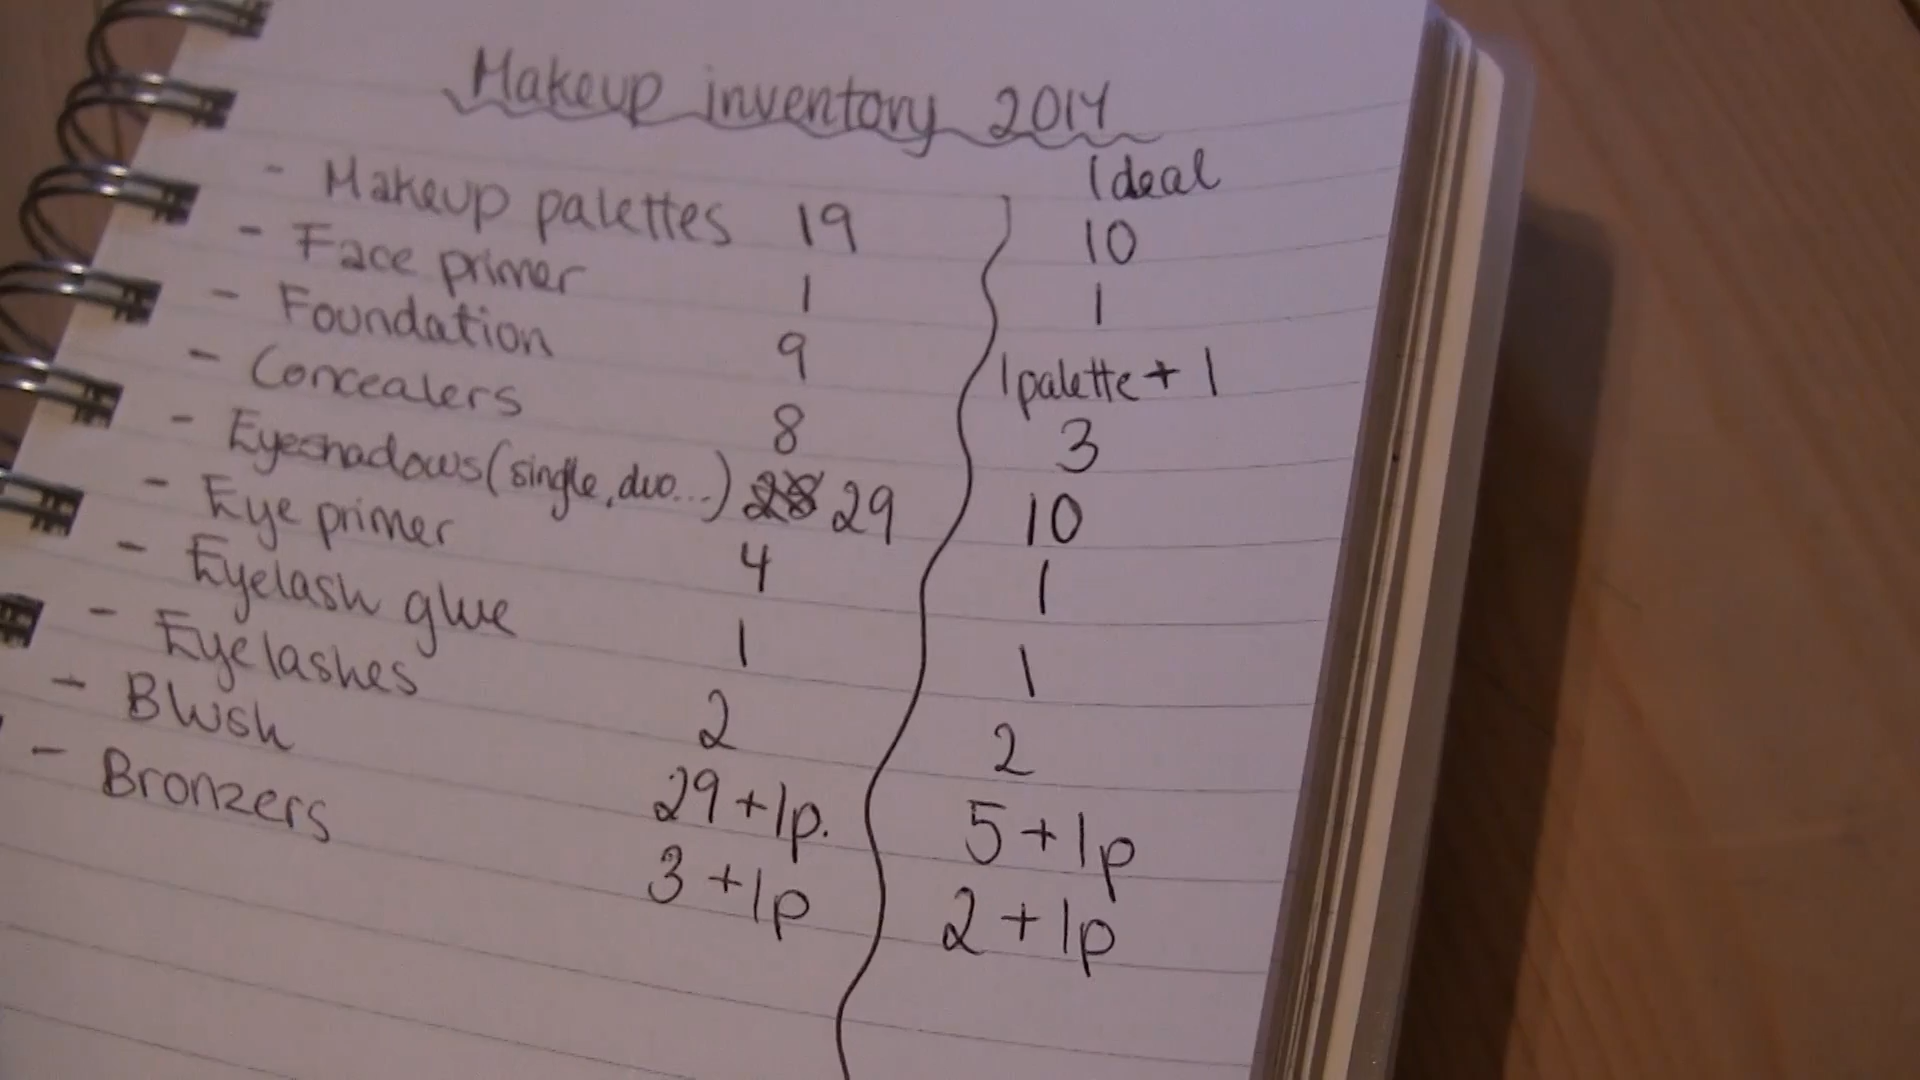 Makeup inventory 2014
Ideal
- Makeup palettes 19 10
- Face primer 1 1
- Foundation 9 1 palette + 1
- Concealers 8 3
- Eyeshadows (single, duo...) 28 29 10
- Eye primer 4 1
- Eyelash glue 1 1
- Eyelashes 2 2
- Blush 29 + 1p. 5 + 1p
- Bronzers 3 + 1p 2 + 1p